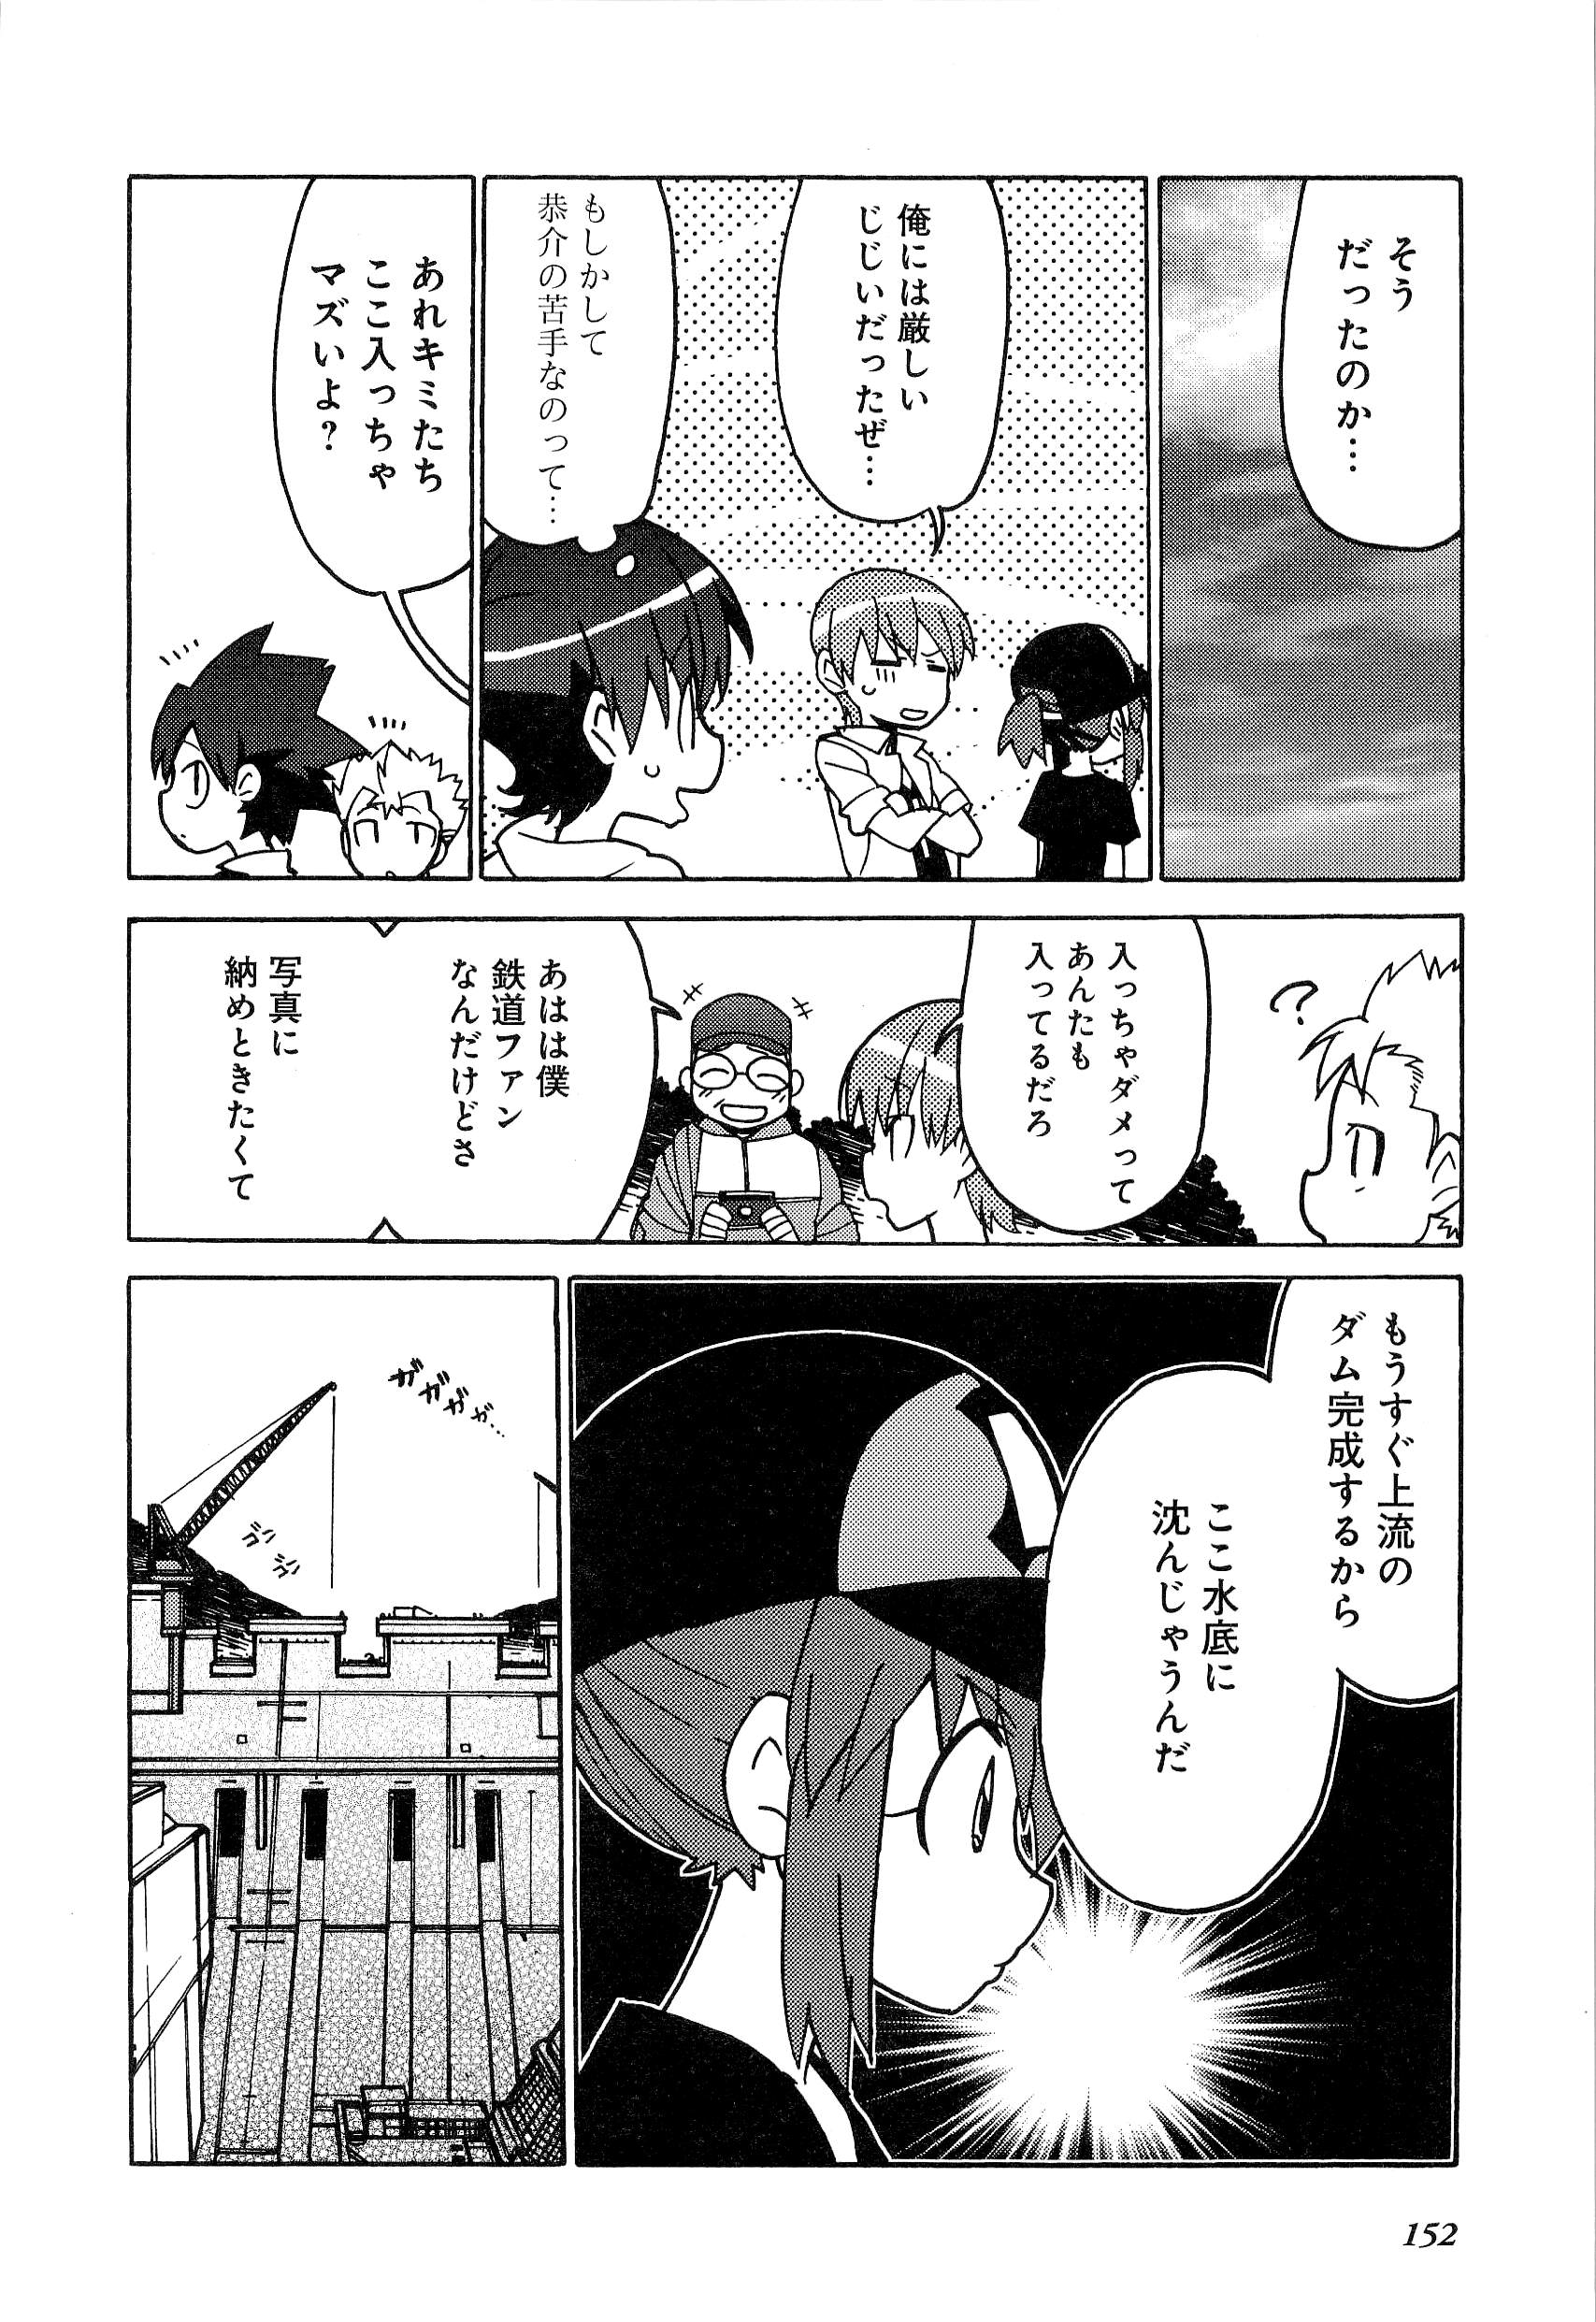 そう
だったのか…
俺には厳しい
じじいだったぜ…
もしかして
恭介の苦手なのって…
あれキミたち
ここ入っちゃ
マズいよ?
?
入っちゃダメって
あんたも
入ってるだろ
あはは僕
鉄道ファン
なんだけどさ
写真に
納めときたくて
もうすぐ上流の
ダム完成するから
ここ水底に
沈んじゃうんだ
ガガガガ…
ゴン
ゴン
152